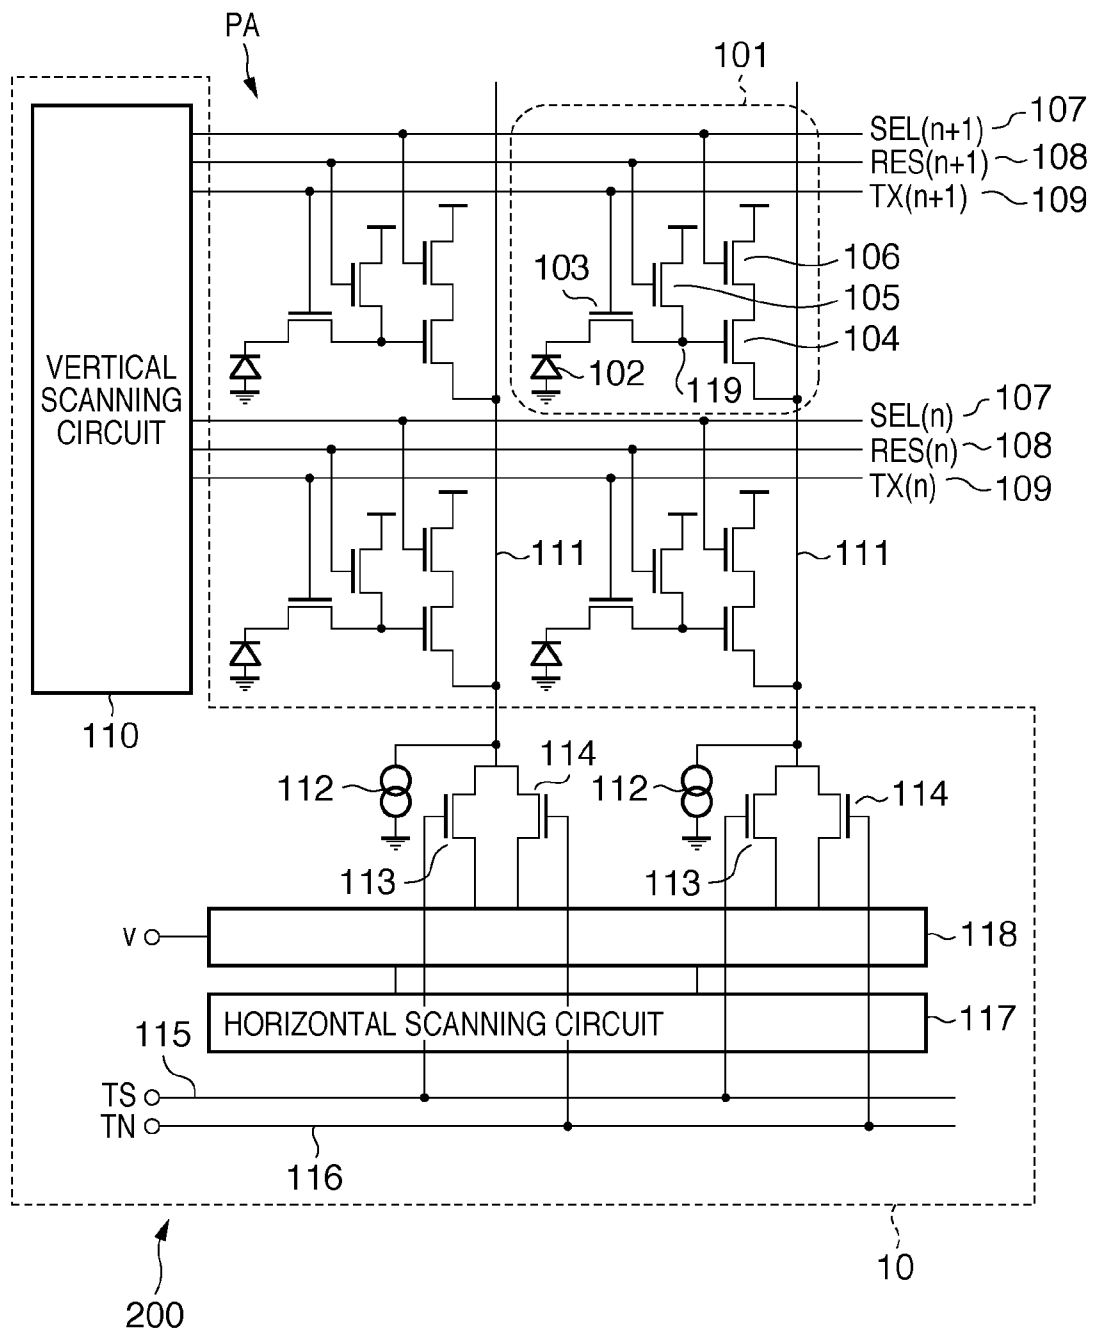 PA
101
SEL(n+1) 107
RES(n+1) 108
TX(n+1) 109
106
103
105
104
102
119
VERTICAL
SCANNING
CIRCUIT
SEL(n) 107
RES(n) 108
TX(n) 109
111 111
110
114
112 112 114
113 113
V 118
HORIZONTAL SCANNING CIRCUIT 117
115
TS
TN
116
10
200